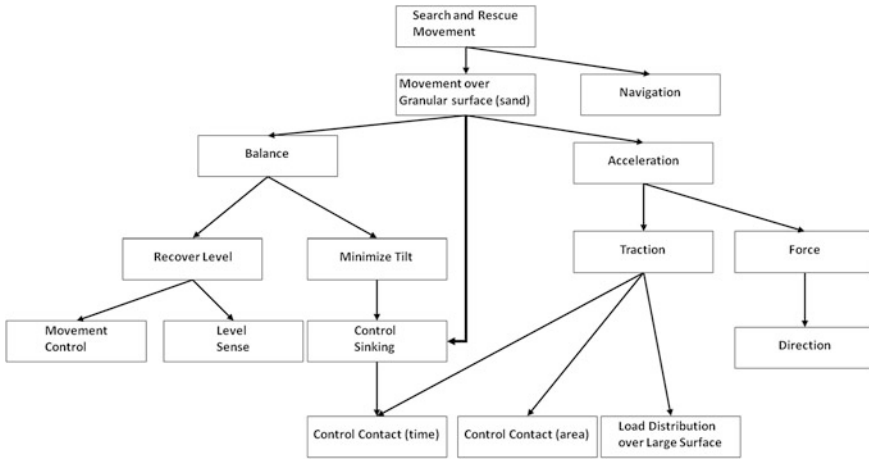 Search and Rescue
Movement
Movement over
Granular surface (sand)
Navigation
Balance
Acceleration
Recover Level
Minimize Tilt
Traction
Force
Movement
Control
Level
Sense
Control
Sinking
Direction
Control Contact (time)
Control Contact (area)
Load Distribution
over Large Surface